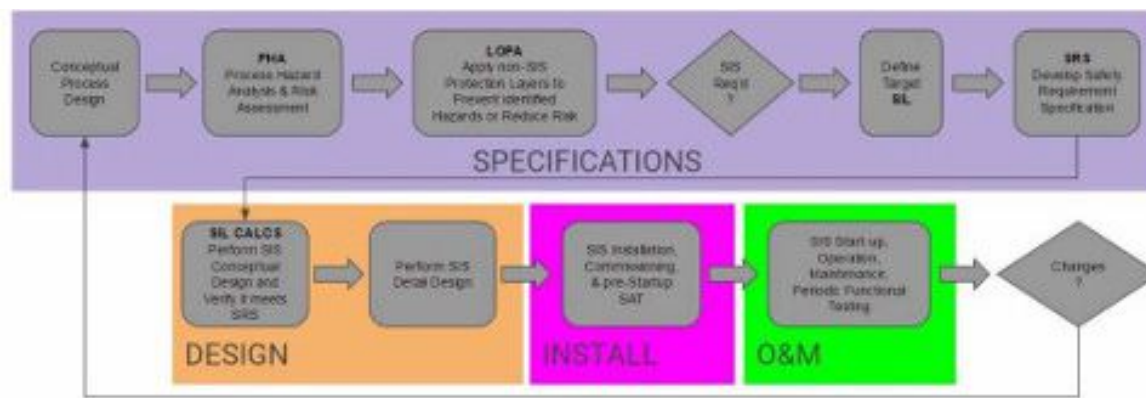 Conceptual
Process
Design
PHA
Process Hazard
Analysis & Risk
Assessment
LOPA
Apply non-SIS
Protection Layers to
Prevent identified
Hazards or Reduce Risk
SIS
Req'd
?
Define
Target
SIL
SRS
Develop Safety
Requirement
Specification
SPECIFICATIONS
SIL CALCS
Perform SIS
Conceptual
Design and
Verify it meets
SRS
Perform SIS
Detail Design
DESIGN
SIS Installation,
Commissioning,
& pre-Startup
SAT
INSTALL
SIS Start up,
Operation,
Maintenance,
Periodic Functional
Testing
O&M
Changes
?